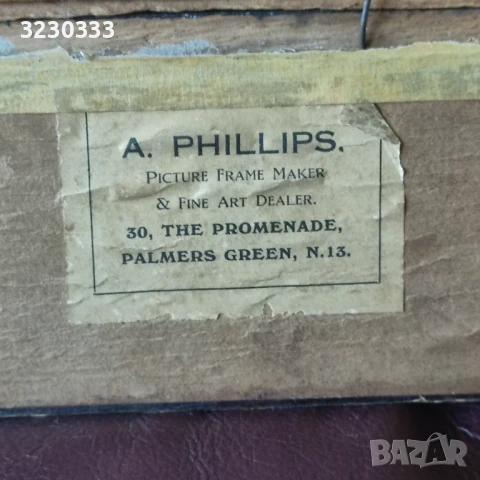 3230333
A. PHILLIPS.
PICTURE FRAME MAKER
& FINE ART DEALER.
30, THE PROMENADE,
PALMERS GREEN, N.13.
BAZAR